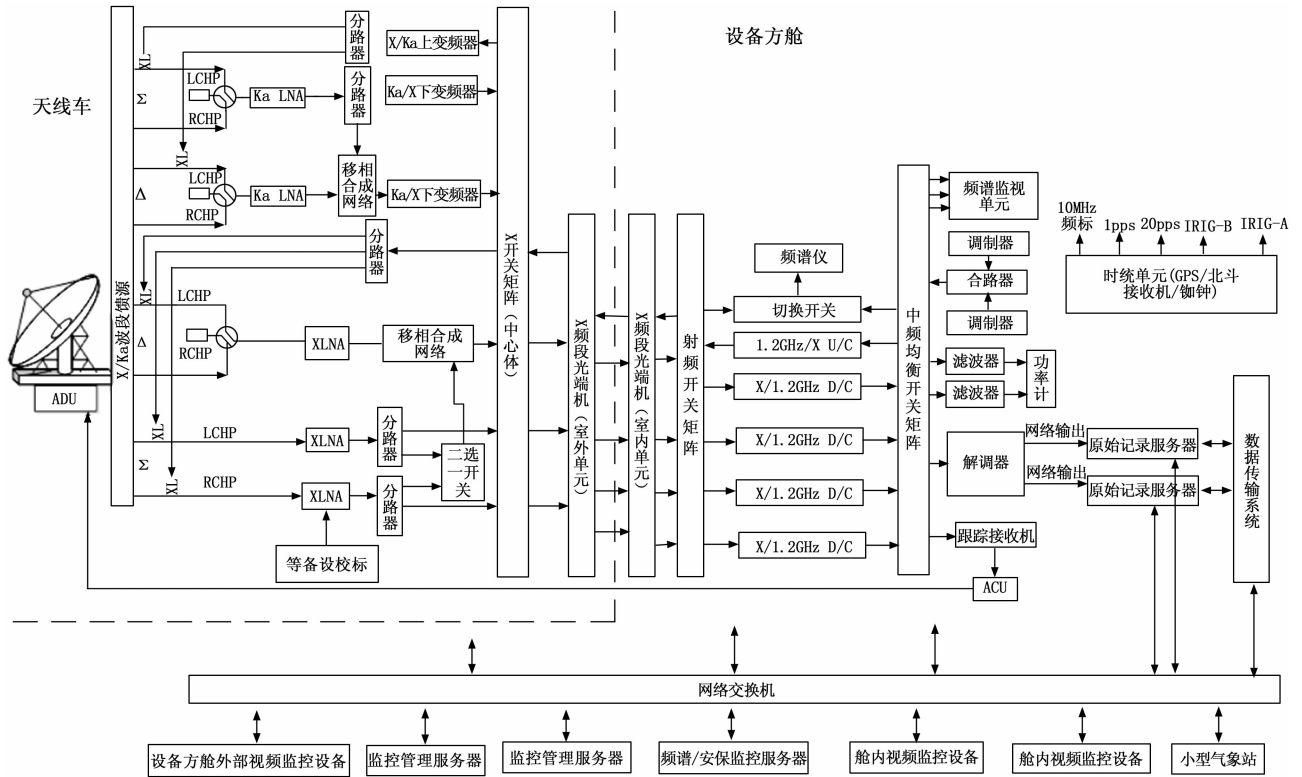 设备方舱
天线车
X/Ka波段馈源
ADU
XL
LCHP
Σ
RCHP
Ka LNA
分路器
分路器
X/Ka上变频器
Ka/X下变频器
XL
LCHP
Δ
RCHP
Ka LNA
移相
合成
网络
Ka/X下变频器
分路器
XL
LCHP
Δ
RCHP
XLNA
移相合成
网络
XL
LCHP
Σ
XLNA
分路器
二选
一开
关
XL
RCHP
XLNA
分路器
等备设校标
X开关矩阵(中心体)
X频段光端机(室外单元)
X频段光端机(室内单元)
射频开关矩阵
频谱仪
切换开关
1.2GHz/X U/C
X/1.2GHz D/C
X/1.2GHz D/C
X/1.2GHz D/C
X/1.2GHz D/C
中频均衡开关矩阵
频谱监视
单元
调制器
合路器
调制器
滤波器
滤波器
功率计
解调器
网络输出
网络输出
原始记录服务器
原始记录服务器
数据传输系统
跟踪接收机
ACU
10MHz
频标
1pps
20pps
IRIG-B
IRIG-A
时统单元(GPS/北斗
接收机/铷钟)
网络交换机
设备方舱外部视频监控设备
监控管理服务器
监控管理服务器
频谱/安保监控服务器
舱内视频监控设备
舱内视频监控设备
小型气象站